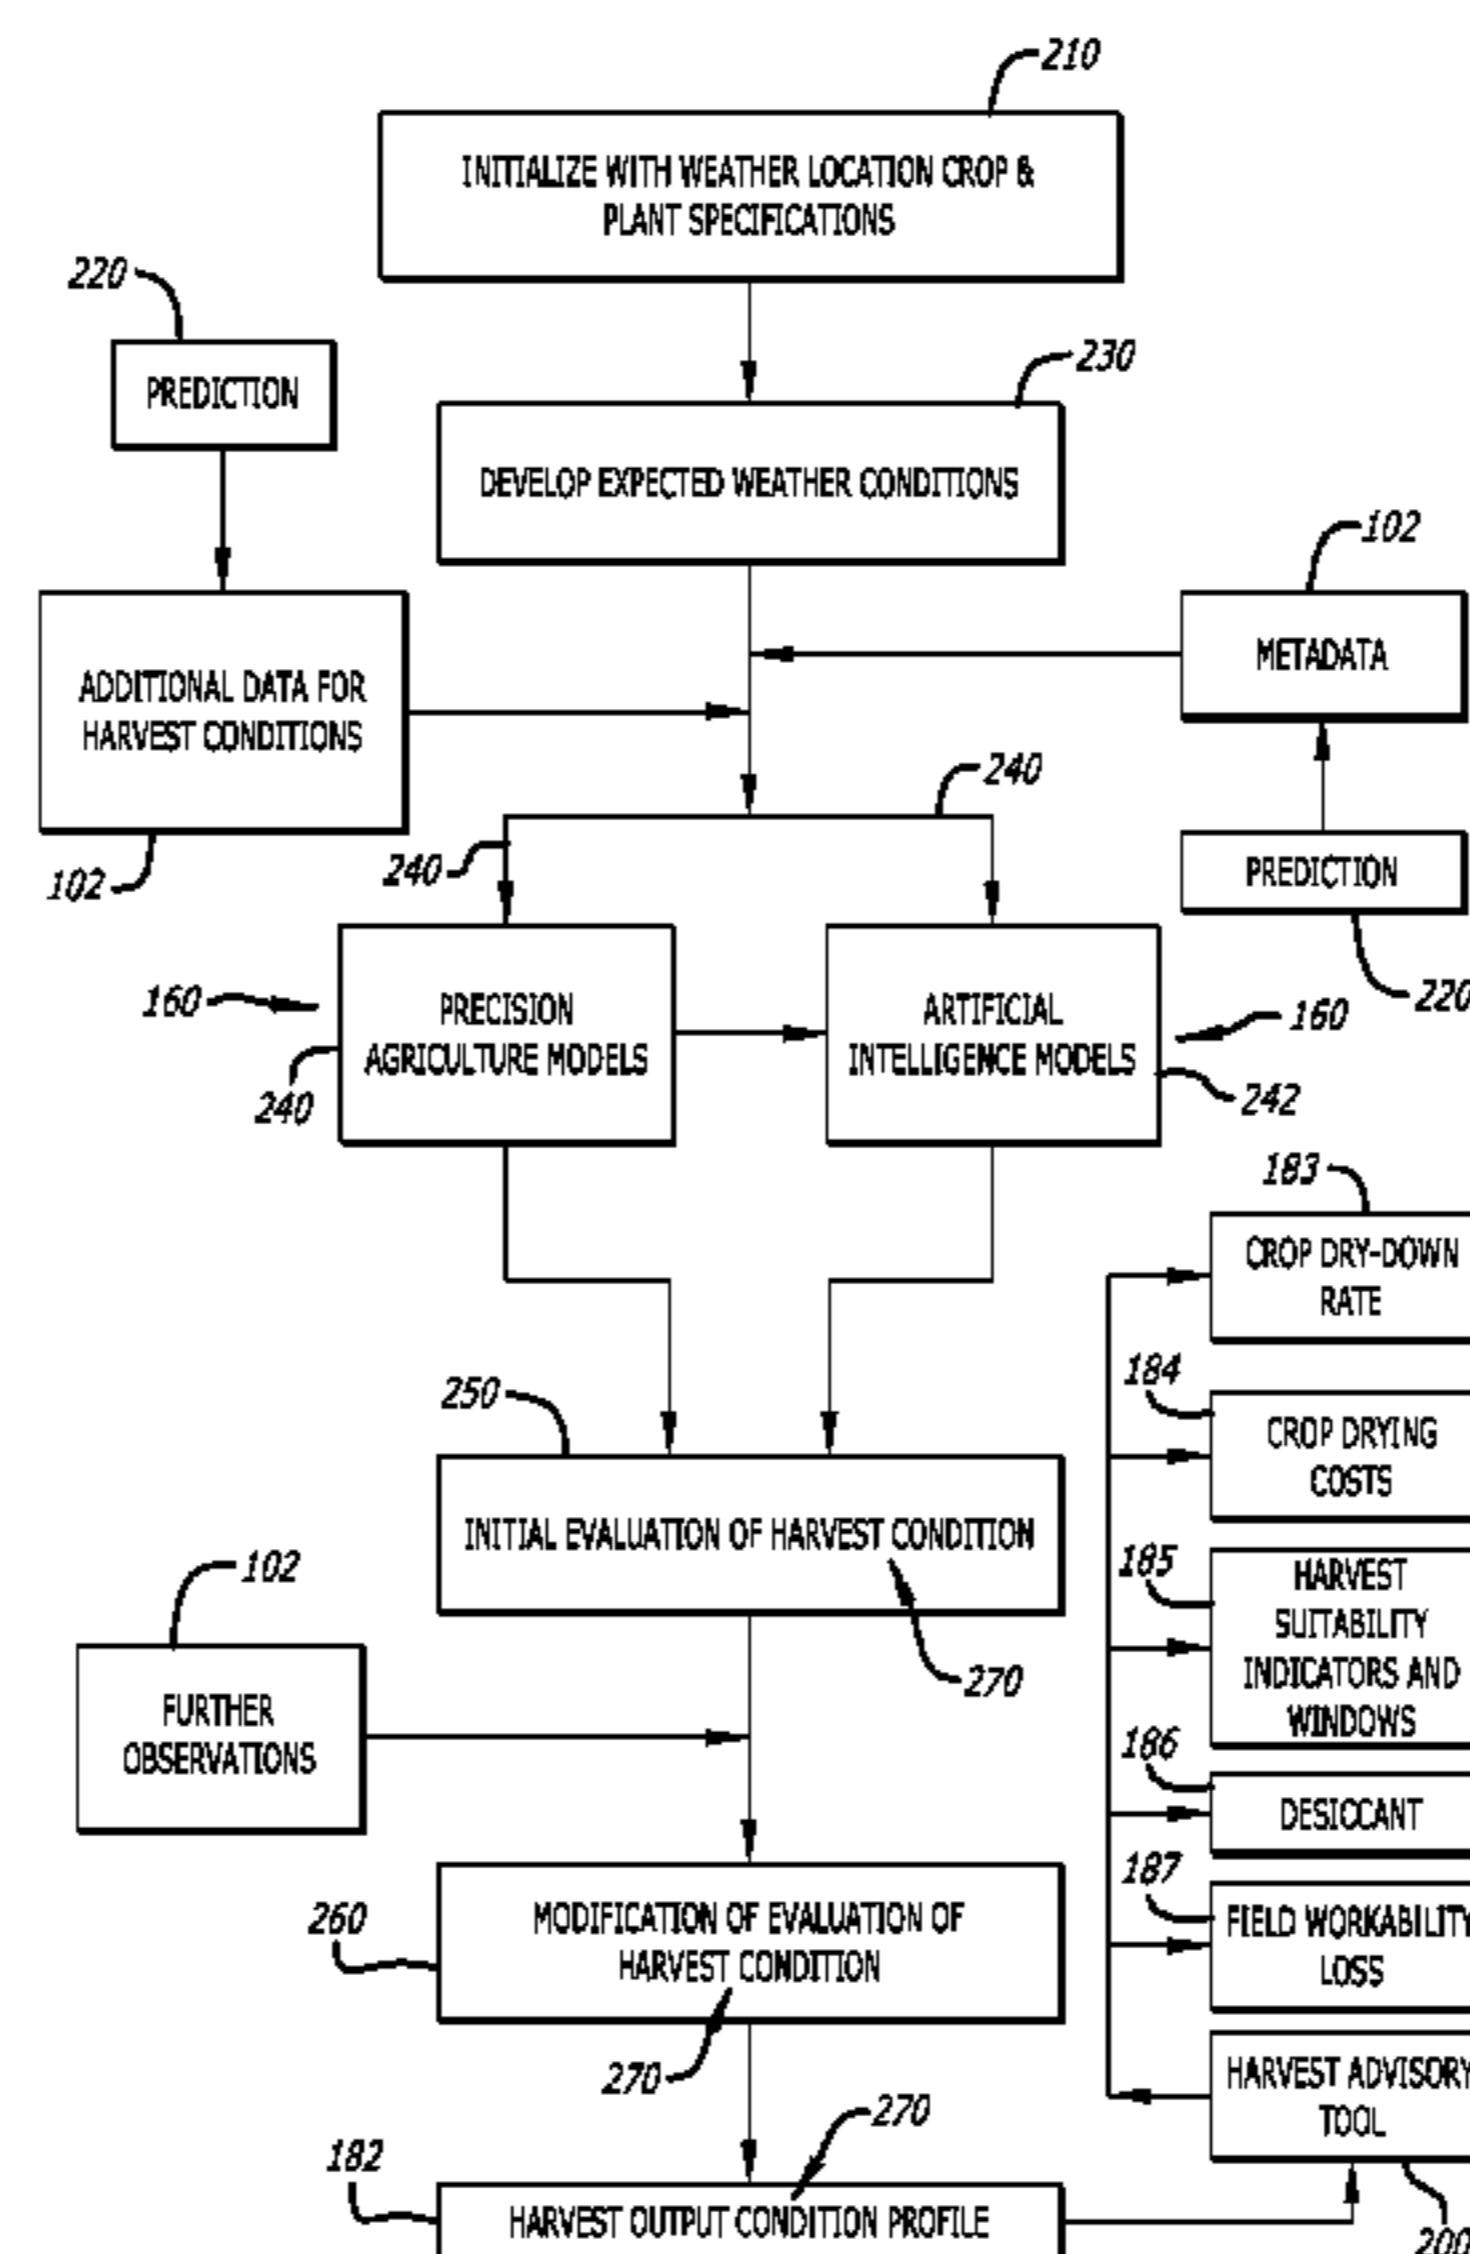 210
INITIALIZE WITH WEATHER LOCATION CROP &
PLANT SPECIFICATIONS
220
PREDICTION
230
DEVELOP EXPECTED WEATHER CONDITIONS
102
METADATA
ADDITIONAL DATA FOR
HARVEST CONDITIONS
102
240
240
PREDICTION
220
160
PRECISION
AGRICULTURE MODELS
240
ARTIFICIAL
INTELLIGENCE MODELS
160
242
183
CROP DRY-DOWN
RATE
184
CROP DRYING
COSTS
250
INITIAL EVALUATION OF HARVEST CONDITION
270
185
HARVEST
SUITABILITY
INDICATORS AND
WINDOWS
102
FURTHER
OBSERVATIONS
186
DESICCANT
187
FIELD WORKABILITY
LOSS
260
MODIFICATION OF EVALUATION OF
HARVEST CONDITION
270
HARVEST ADVISORY
TOOL
200
270
182
HARVEST OUTPUT CONDITION PROFILE